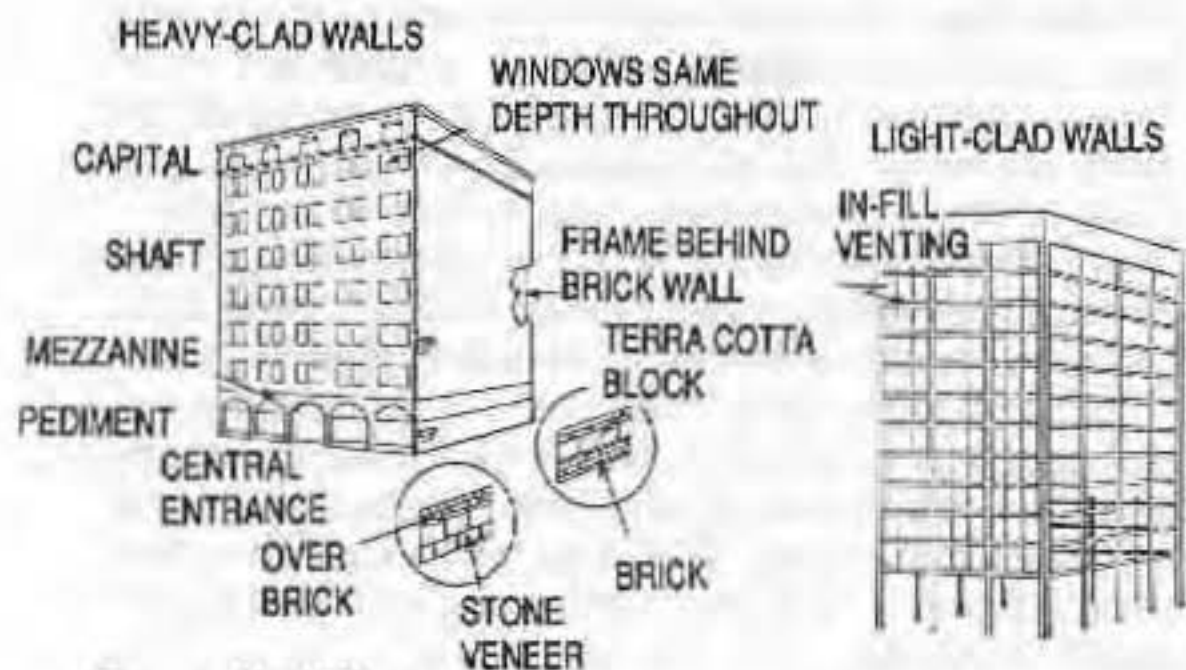 HEAVY-CLAD WALLS
WINDOWS SAME
DEPTH THROUGHOUT
CAPITAL
SHAFT
MEZZANINE
PEDIMENT
CENTRAL
ENTRANCE
OVER
BRICK
STONE
VENEER
FRAME BEHIND
BRICK WALL
TERRA COTTA
BLOCK
BRICK
LIGHT-CLAD WALLS
IN-FILL
VENTING